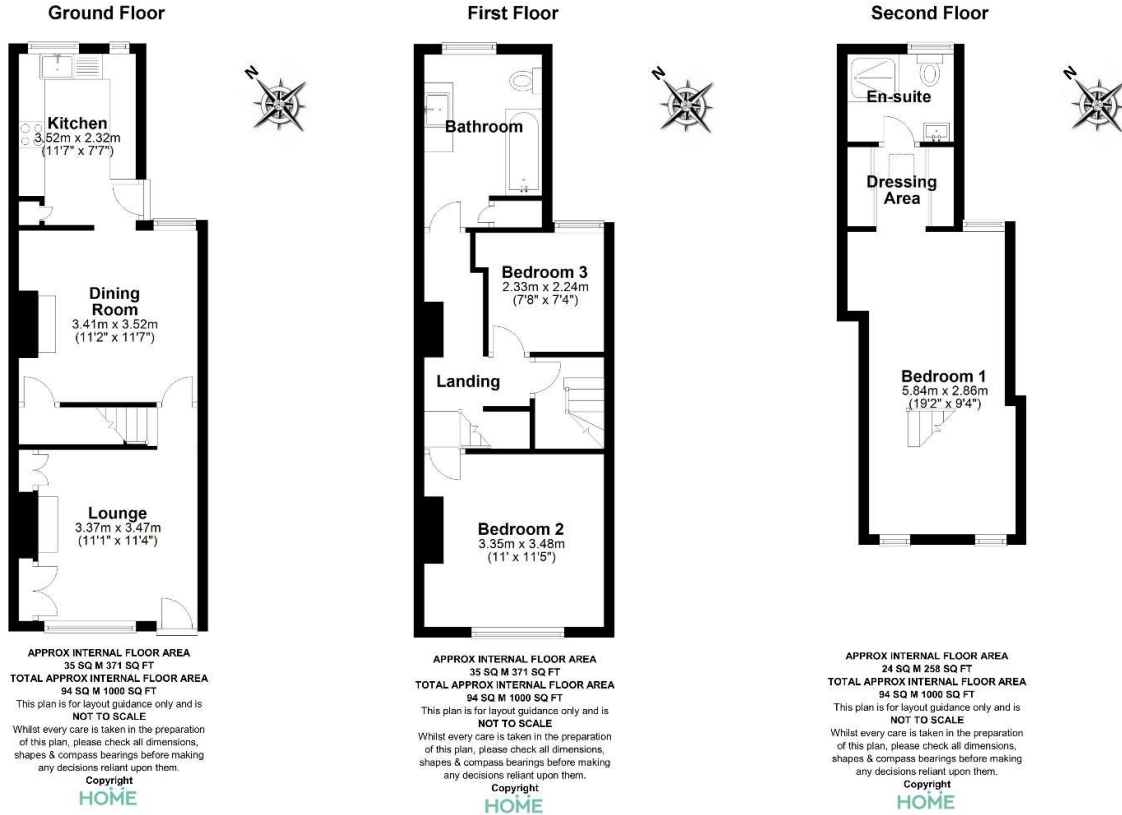 Ground Floor
N
Kitchen
3.52m x 2.32m
(11'7" x 7'7")
Dining
Room
3.41m x 3.52m
(11'2" x 11'7")
Lounge
3.37m x 3.47m
(11'1" x 11'4")
APPROX INTERNAL FLOOR AREA
35 SQ M 371 SQ FT
TOTAL APPROX INTERNAL FLOOR AREA
94 SQ M 1000 SQ FT
This plan is for layout guidance only and is
NOT TO SCALE
Whilst every care is taken in the preparation
of this plan, please check all dimensions,
shapes & compass bearings before making
any decisions reliant upon them.
Copyright
HOME
First Floor
N
Bathroom
Bedroom 3
2.33m x 2.24m
(7'8" x 7'4")
Landing
Bedroom 2
3.35m x 3.48m
(11' x 11'5")
APPROX INTERNAL FLOOR AREA
35 SQ M 371 SQ FT
TOTAL APPROX INTERNAL FLOOR AREA
94 SQ M 1000 SQ FT
This plan is for layout guidance only and is
NOT TO SCALE
Whilst every care is taken in the preparation
of this plan, please check all dimensions,
shapes & compass bearings before making
any decisions reliant upon them.
Copyright
HOME
Second Floor
N
En-suite
Dressing
Area
Bedroom 1
5.84m x 2.86m
(19'2" x 9'4")
APPROX INTERNAL FLOOR AREA
24 SQ M 258 SQ FT
TOTAL APPROX INTERNAL FLOOR AREA
94 SQ M 1000 SQ FT
This plan is for layout guidance only and is
NOT TO SCALE
Whilst every care is taken in the preparation
of this plan, please check all dimensions,
shapes & compass bearings before making
any decisions reliant upon them.
Copyright
HOME